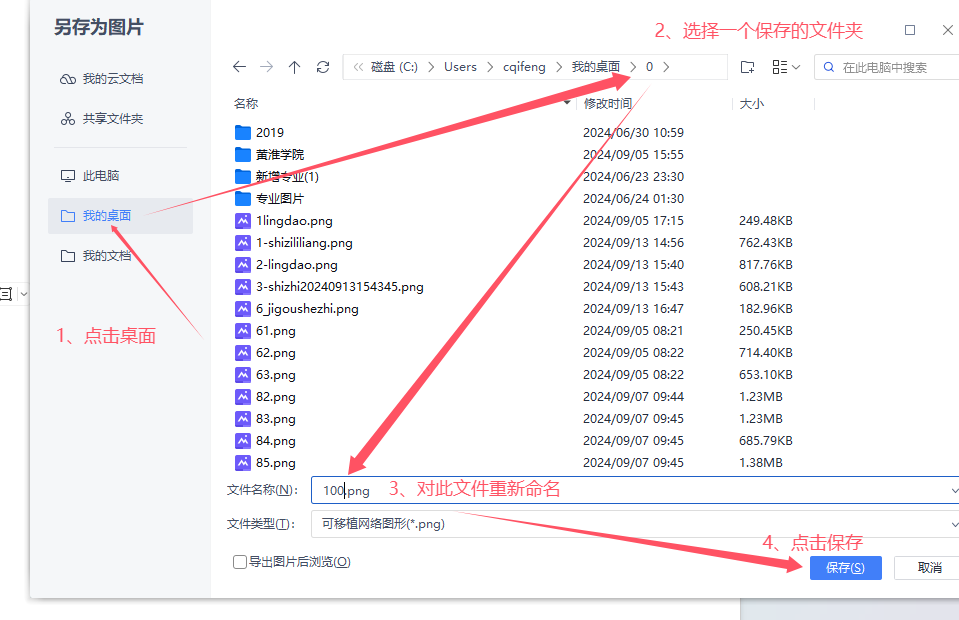 另存为图片
2、选择一个保存的文件夹
我的云文档
共享文件夹
此电脑
我的桌面
我的文档
1、点击桌面
磁盘 (C:) > Users > cqifeng > 我的桌面 > 0 >
在此电脑中搜索
名称 修改时间 大小
2019 2024/06/30 10:59
黄淮学院 2024/09/05 15:55
新增专业(1) 2024/06/23 23:30
专业图片 2024/06/24 01:30
1lingdao.png 2024/09/05 17:15 249.48KB
1-shizililiang.png 2024/09/13 14:56 762.43KB
2-lingdao.png 2024/09/13 15:40 817.76KB
3-shizhi20240913154345.png 2024/09/13 15:43 608.21KB
6_jigoushezhi.png 2024/09/13 16:47 182.96KB
61.png 2024/09/05 08:21 250.45KB
62.png 2024/09/05 08:22 714.40KB
63.png 2024/09/05 08:22 653.10KB
82.png 2024/09/07 09:44 1.23MB
83.png 2024/09/07 09:45 1.23MB
84.png 2024/09/07 09:45 685.79KB
85.png 2024/09/07 09:45 1.38MB
文件名称(N)： 100.png 3、对此文件重新命名
文件类型(T)： 可移植网络图形(*.png)
4、点击保存
导出图片后浏览(O)
保存(S) 取消